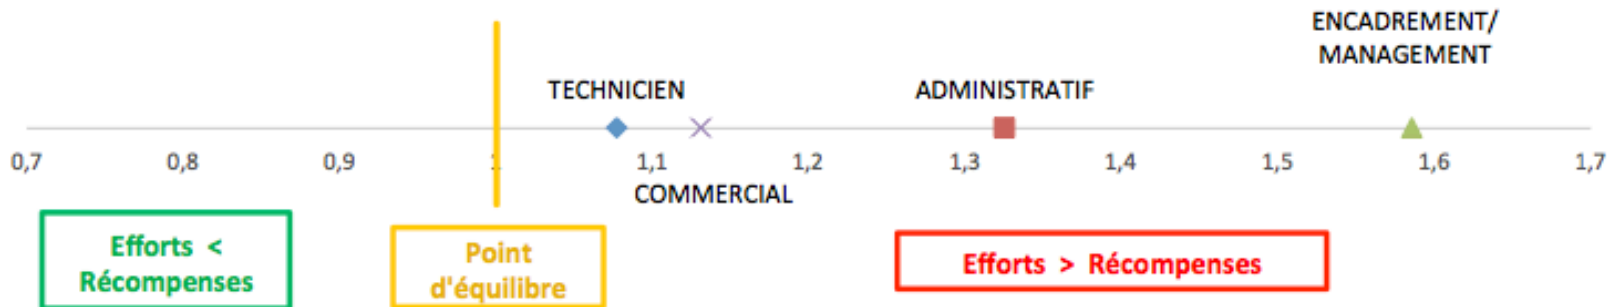 ENCADREMENT/
MANAGEMENT
TECHNICIEN
ADMINISTRATIF
0,7 0,8 0,9 1 1,1 1,2 1,3 1,4 1,5 1,6 1,7
COMMERCIAL
Efforts <
Récompenses
Point
d'équilibre
Efforts > Récompenses